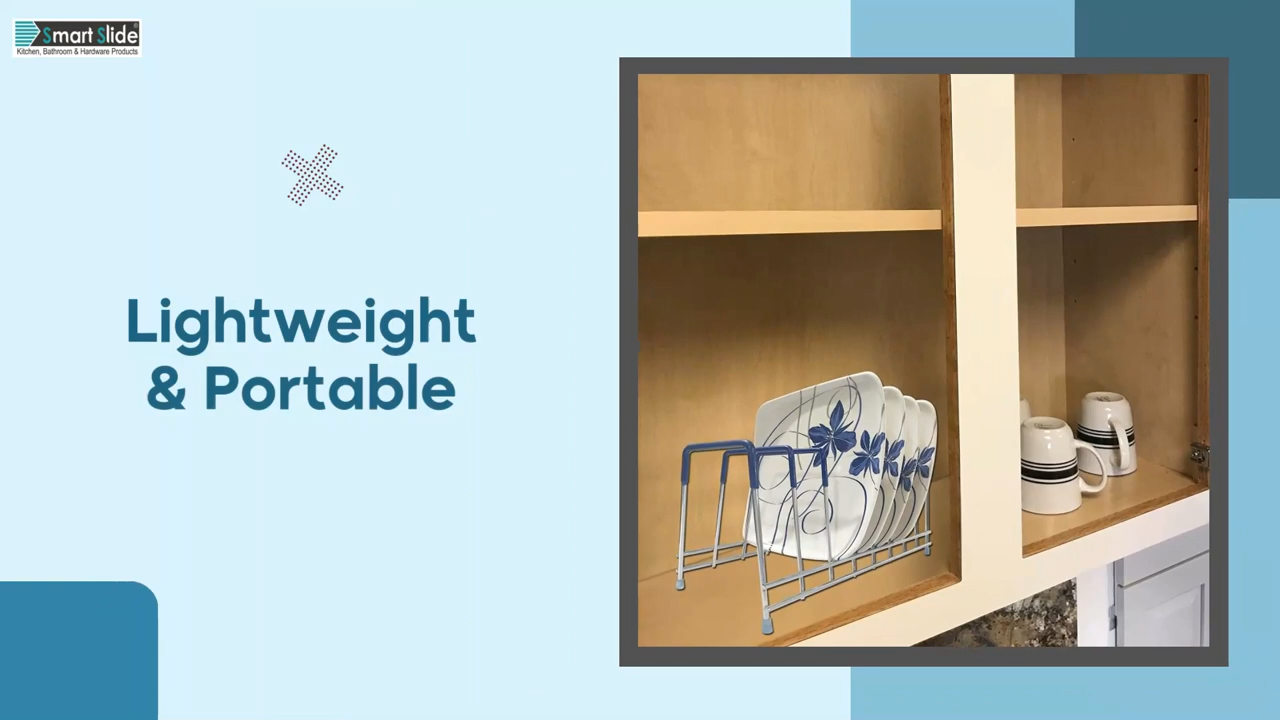 Smart Slide®
Kitchen, Bathroom & Hardware Products
Lightweight
& Portable